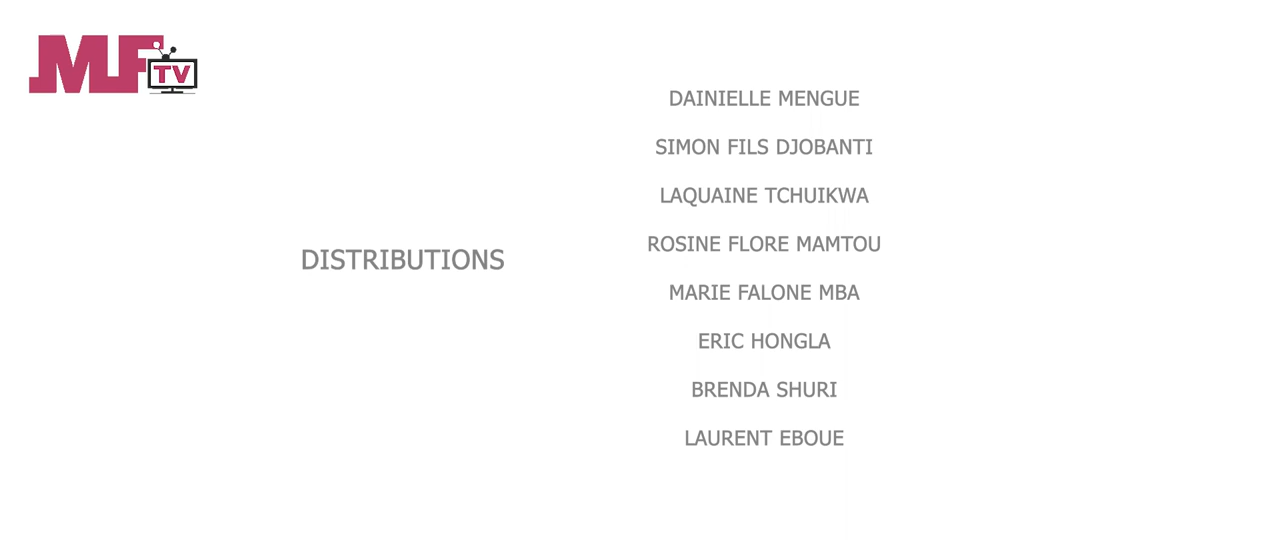 MF TV
DAINIELLE MENGUE
SIMON FILS DJOBANTI
LAQUAINE TCHUIKWA
ROSINE FLORE MAMTOU
DISTRIBUTIONS
MARIE FALONE MBA
ERIC HONGLA
BRENDA SHURI
LAURENT EBOUE